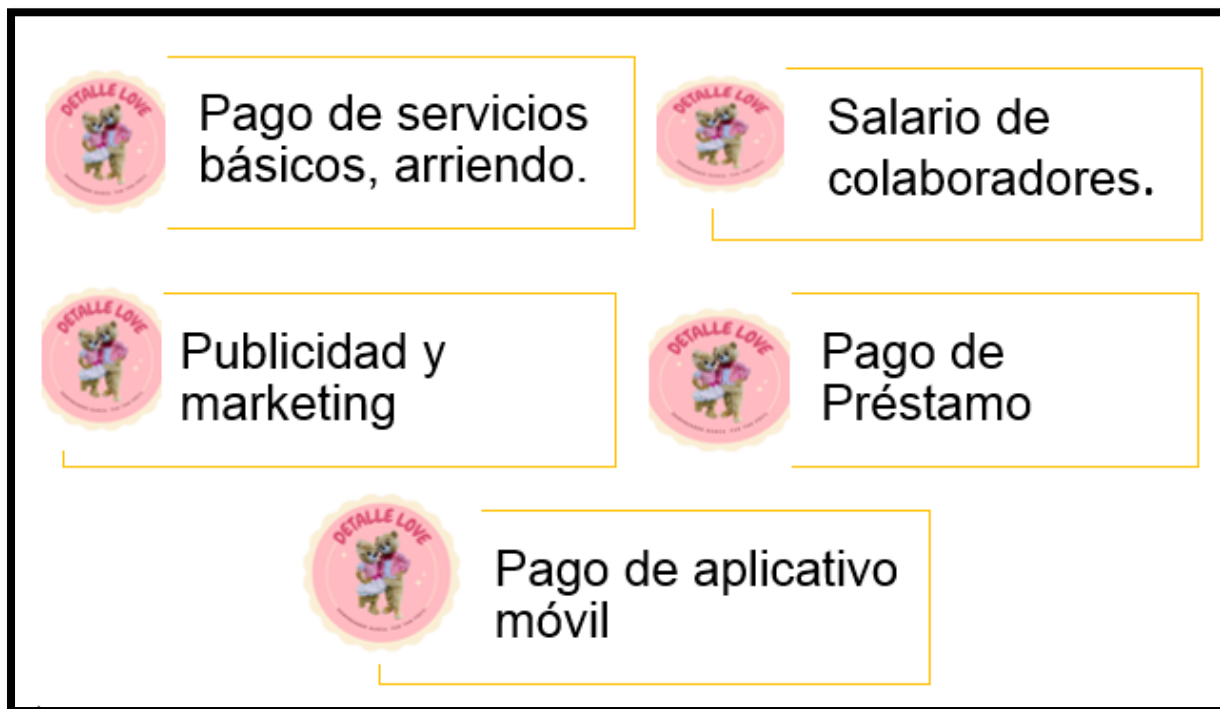 DETALLE LOVE
Pago de servicios
básicos, arriendo.
DETALLE LOVE
Salario de
colaboradores.
DETALLE LOVE
Publicidad y
marketing
DETALLE LOVE
Pago de
Préstamo
DETALLE LOVE
Pago de aplicativo
móvil